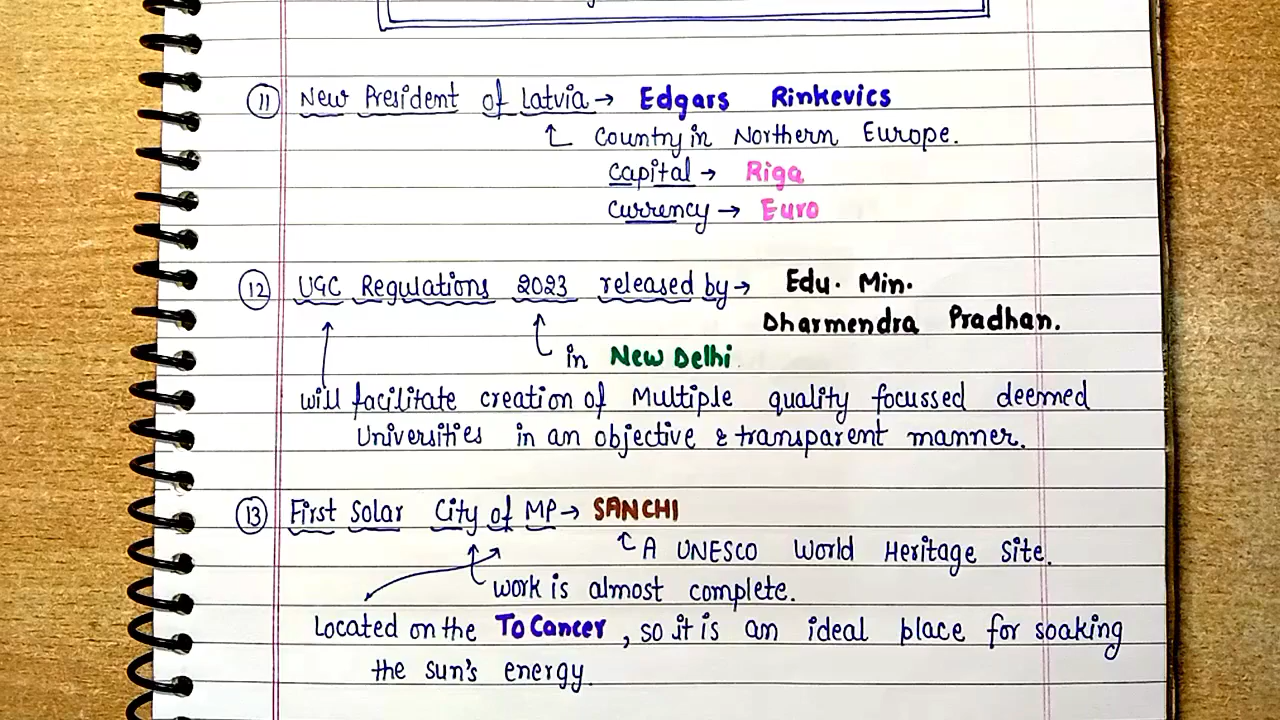 11 New President of Latvia → Edgars Rinkevics
Country in Northern Europe.
Capital → Riga
Currency → Euro
12 UGC Regulations 2023 released by → Edu. Min.
Dharmendra Pradhan.
in New Delhi.
will facilitate creation of Multiple quality focussed deemed
Universities in an objective & transparent manner.
13 First Solar City of MP → SANCHI
A UNESCO World Heritage Site.
work is almost complete.
Located on the ToCancer, so it is an ideal place for soaking
the sun's energy.